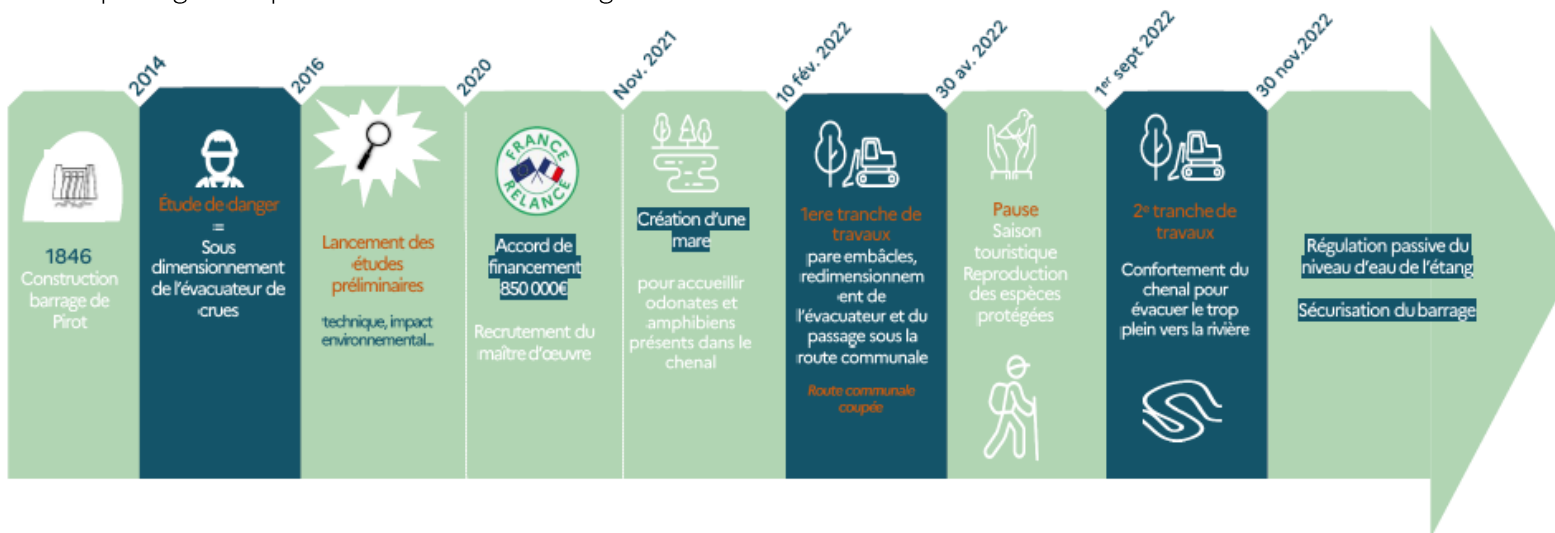 2014
2016
2020
Nov. 2021
10 fév. 2022
30 av. 2022
1er sept 2022
30 nov.2022
1846
Construction
barrage de
Pirot
Étude de danger
=
Sous
dimensionnement
de l'évacuateur de
crues
Lancement des
études
préliminaires
technique, impact
environnemental...
FRANCE
RELANCE
Accord de
financement
850 000€
Recrutement du
maître d'œuvre
Création d'une
mare
pour accueillir
odonates et
amphibiens
présents dans le
chenal
1ere tranche de
travaux
pare embâcles,
redimensionnem
ent de
l'évacuateur et du
passage sous la
route communale
Route communale
coupée
Pause
Saison
touristique
Reproduction
des espèces
protégées
2e tranche de
travaux
Confortement du
chenal pour
évacuer le trop
plein vers la rivière
Régulation passive du
niveau d'eau de l'étang
Sécurisation du barrage